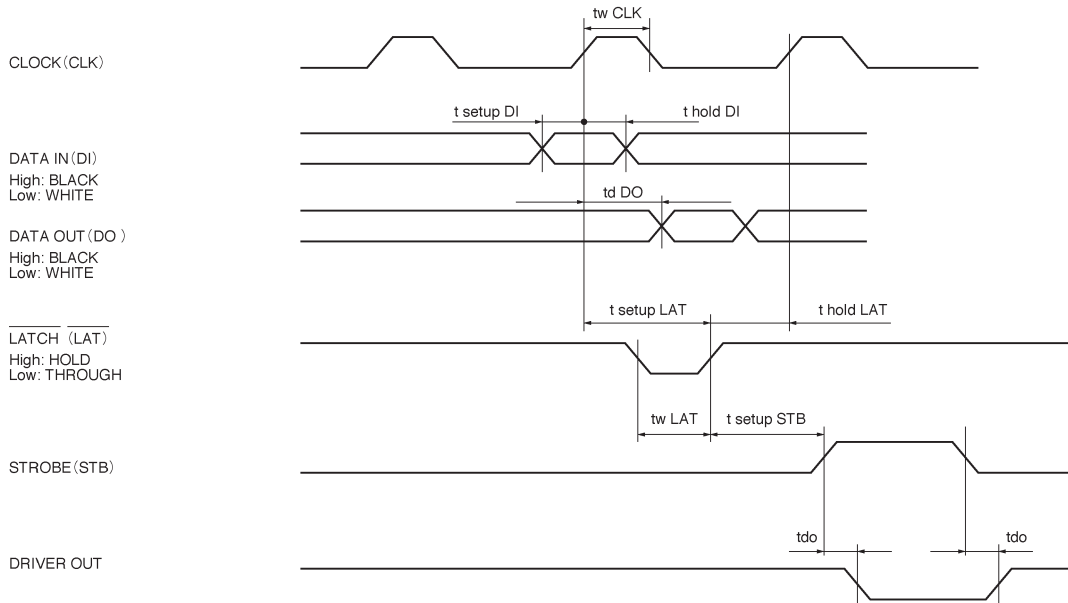 tw CLK
CLOCK(CLK)
t setup DI
t hold DI
DATA IN(DI)
High: BLACK
Low: WHITE
td DO
DATA OUT(DO )
High: BLACK
Low: WHITE
t setup LAT
t hold LAT
LATCH (LAT)
High: HOLD
Low: THROUGH
tw LAT
t setup STB
STROBE(STB)
tdo
tdo
DRIVER OUT